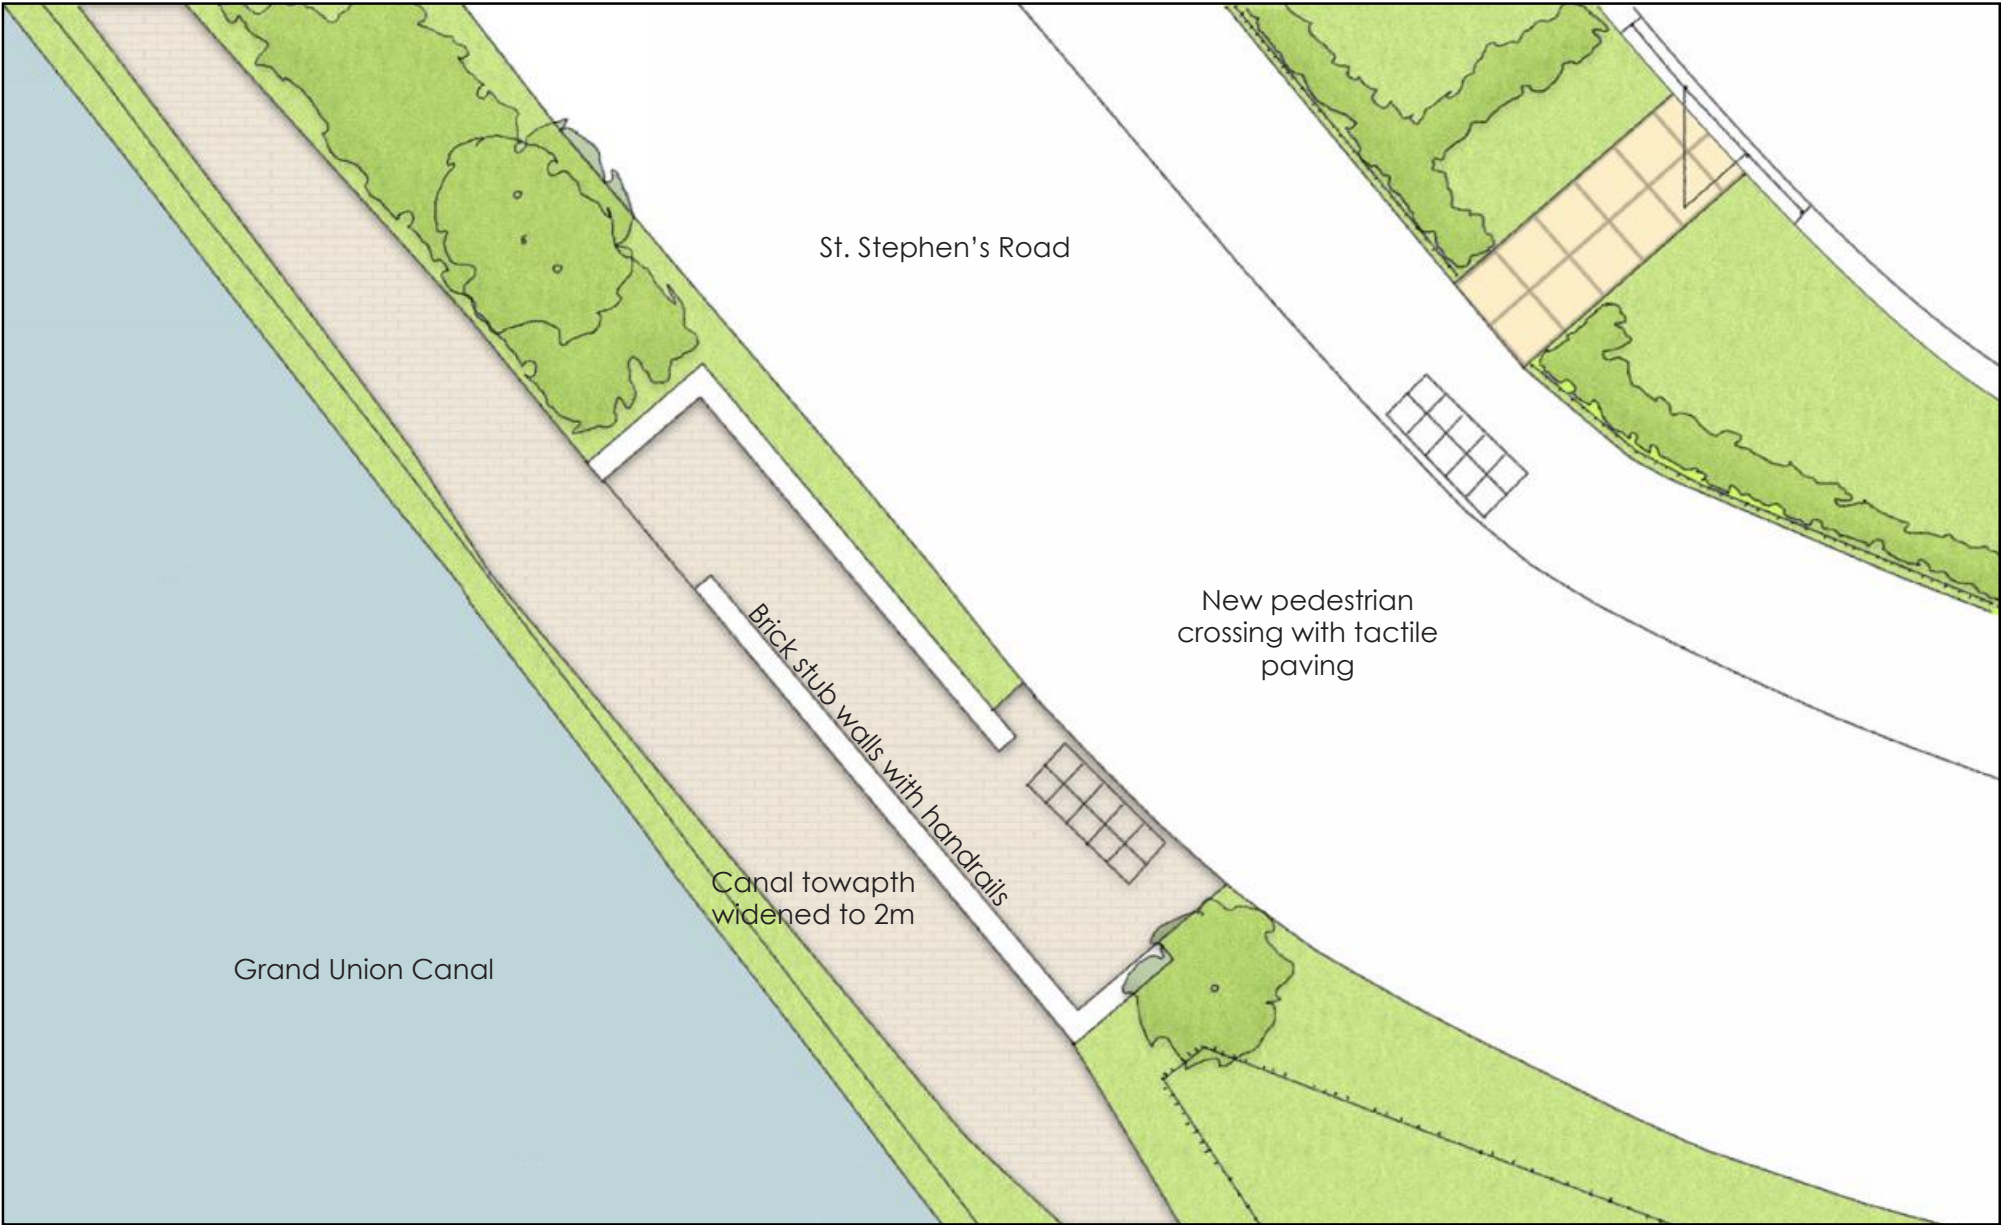 St. Stephen's Road
New pedestrian
crossing with tactile
paving
Brick stub walls with handrails
Canal towapth
widened to 2m
Grand Union Canal